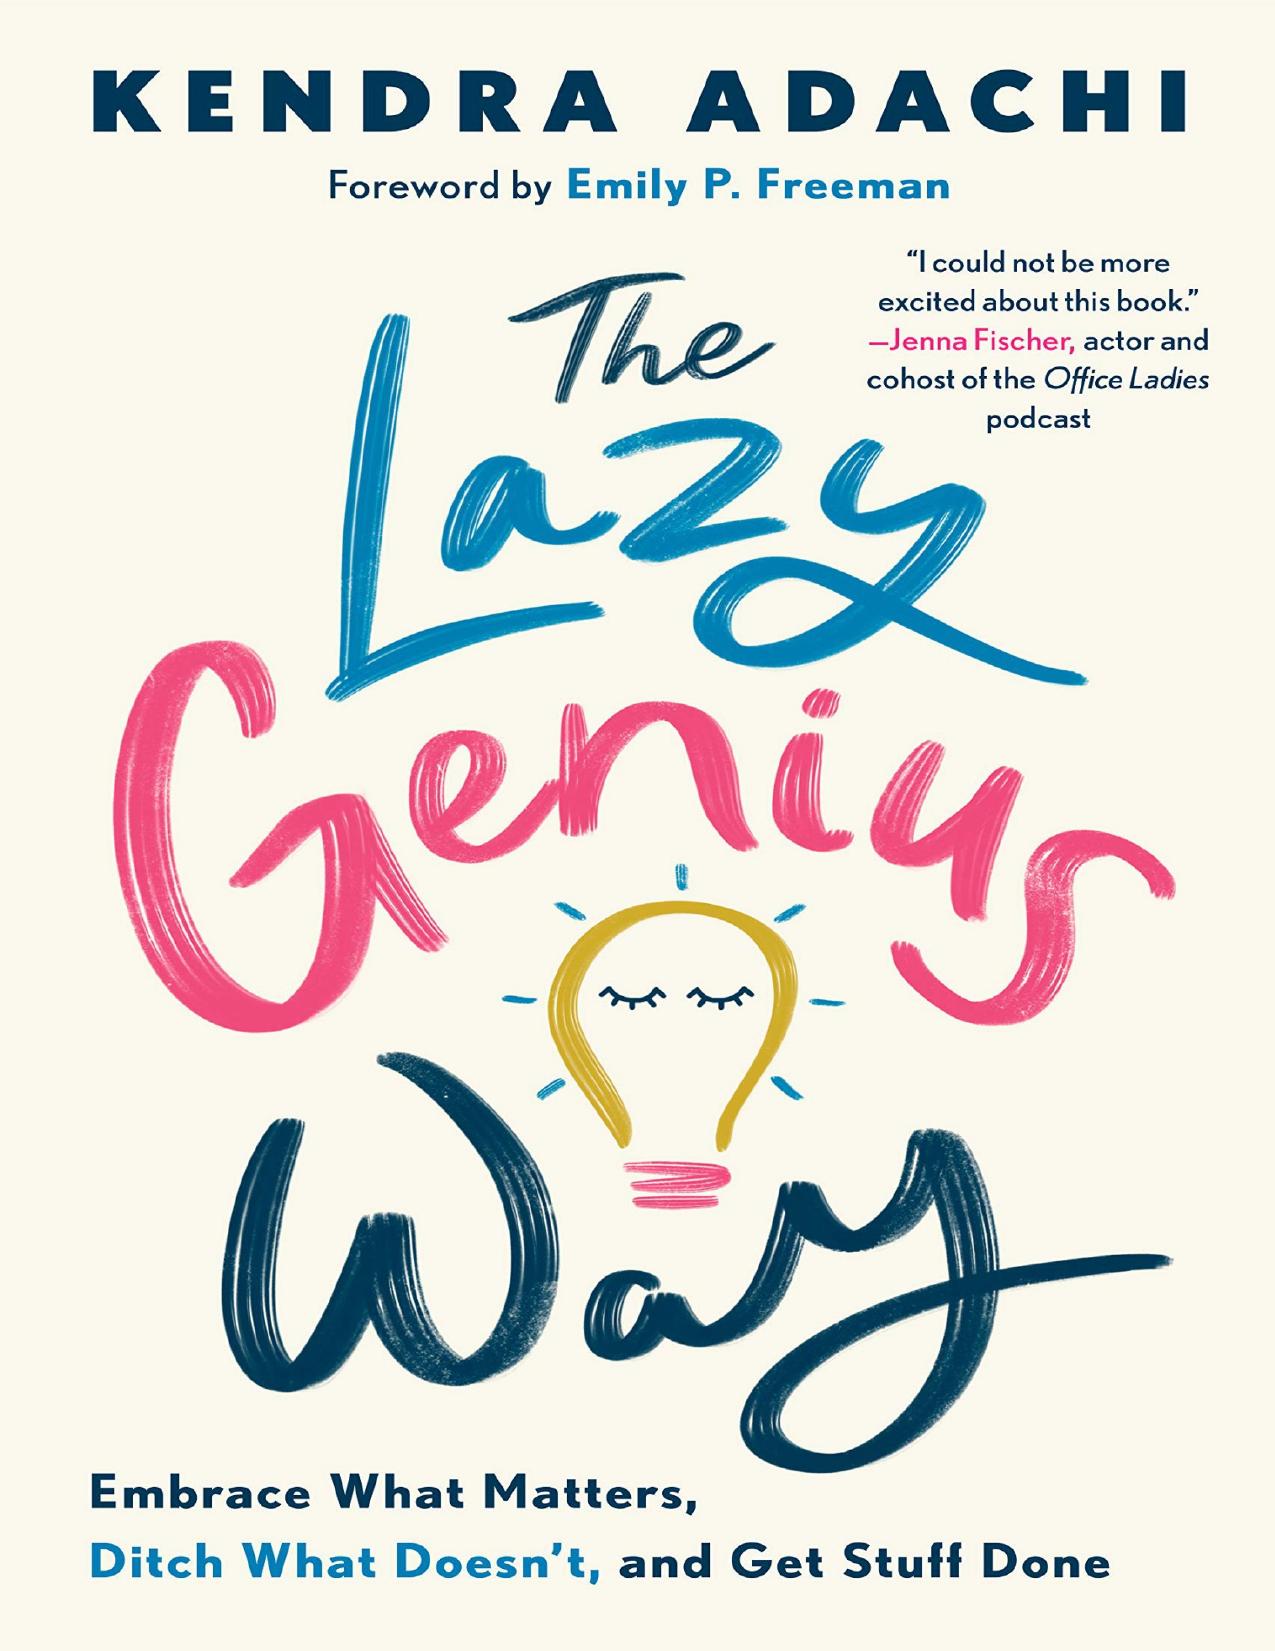 KENDRA ADACHI
Foreword by Emily P. Freeman
“I could not be more
excited about this book.”
—Jenna Fischer, actor and
cohost of the Office Ladies
podcast
The
Lazy
Genius
Way
Embrace What Matters,
Ditch What Doesn’t, and Get Stuff Done